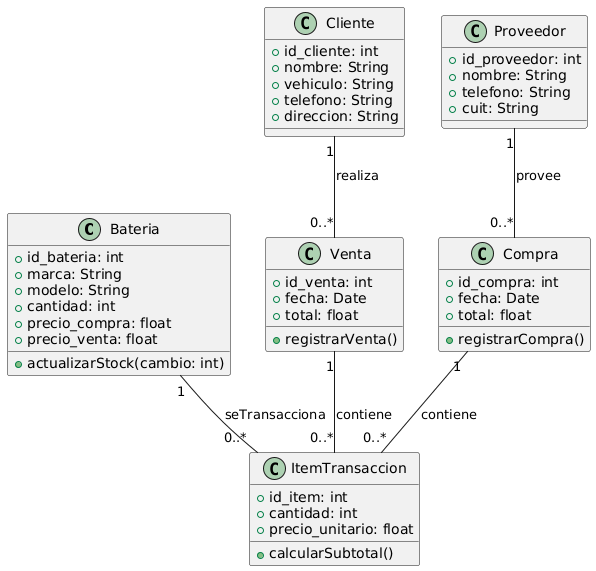 C Cliente
id_cliente: int
nombre: String
vehiculo: String
telefono: String
direccion: String
C Proveedor
id_proveedor: int
nombre: String
telefono: String
cuit: String
1
realiza
0..*
1
provee
0..*
C Bateria
id_bateria: int
marca: String
modelo: String
cantidad: int
precio_compra: float
precio_venta: float
actualizarStock(cambio: int)
C Venta
id_venta: int
fecha: Date
total: float
registrarVenta()
C Compra
id_compra: int
fecha: Date
total: float
registrarCompra()
1
seTransacciona
0..*
1
contiene
0..*
1
contiene
0..*
C ItemTransaccion
id_item: int
cantidad: int
precio_unitario: float
calcularSubtotal()